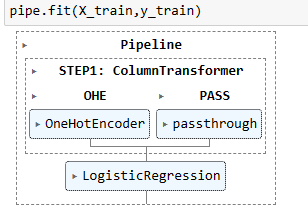 pipe.fit(X_train,y_train)
Pipeline
STEP1: ColumnTransformer
OHE PASS
OneHotEncoder passthrough
LogisticRegression